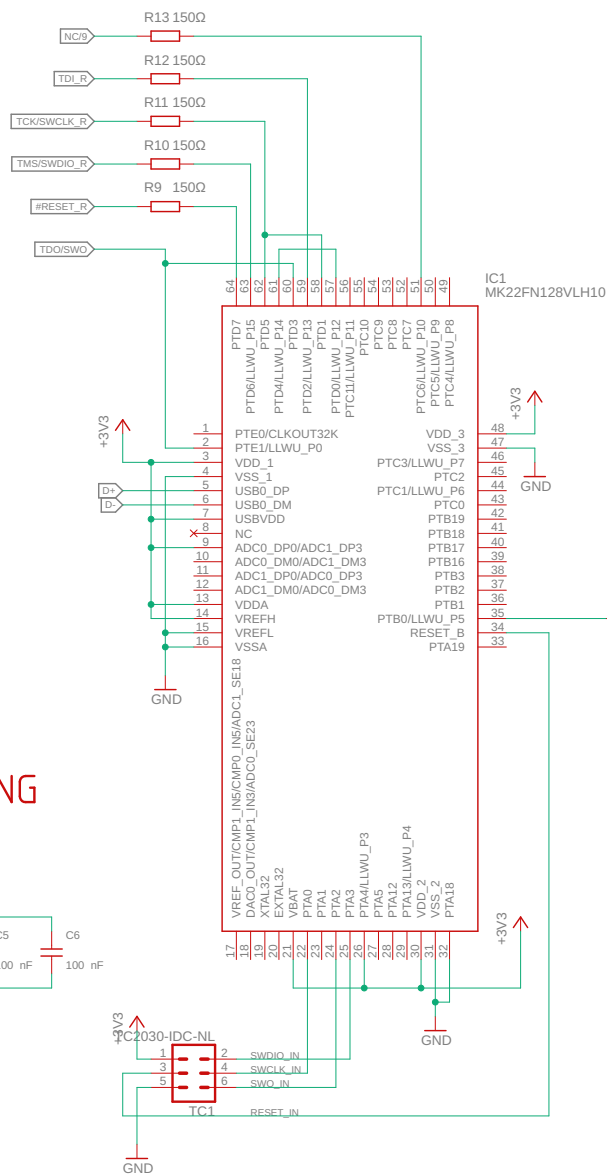 R13 150Ω
NC/9
R12 150Ω
TDI_R
R11 150Ω
TCK/SWCLK_R
R10 150Ω
TMS/SWDIO_R
R9 150Ω
#RESET_R
TDO/SWO
IC1
MK22FN128VLH10
64
63
62
61
60
59
58
57
56
55
54
53
52
51
50
49
PTD7
PTD6/LLWU_P15
PTD5
PTD4/LLWU_P14
PTD3
PTD2/LLWU_P13
PTD1
PTD0/LLWU_P12
PTC11/LLWU_P11
PTC10
PTC9
PTC8
PTC7
PTC6/LLWU_P10
PTC5/LLWU_P9
PTC4/LLWU_P8
+3V3
D+
D-
GND
1 PTE0/CLKOUT32K
2 PTE1/LLWU_P0
3 VDD_1
4 VSS_1
5 USB0_DP
6 USB0_DM
7 USBVDD
8 NC
9 ADC0_DP0/ADC1_DP3
10 ADC0_DM0/ADC1_DM3
11 ADC1_DP0/ADC0_DP3
12 ADC1_DM0/ADC0_DM3
13 VDDA
14 VREFH
15 VREFL
16 VSSA
+3V3
GND
VDD_3 48
VSS_3 47
PTC3/LLWU_P7 46
PTC2 45
PTC1/LLWU_P6 44
PTC0 43
PTB19 42
PTB18 41
PTB17 40
PTB16 39
PTB3 38
PTB2 37
PTB1 36
PTB0/LLWU_P5 35
RESET_B 34
PTA19 33
VREF_OUT/CMP1_IN5/CMP0_IN5/ADC1_SE18
DAC0_OUT/CMP1_IN3/ADC0_SE23
XTAL32
EXTAL32
VBAT
PTA0
PTA1
PTA2
PTA3
PTA4/LLWU_P3
PTA5
PTA12
PTA13/LLWU_P4
VDD_2
VSS_2
PTA18
17
18
19
20
21
22
23
24
25
26
27
28
29
30
31
32
NG
C6
100 nF
00 nF
+3V3
GND
+3V3
TC2030-IDC-NL
1
3
5
2 SWDIO_IN
4 SWCLK_IN
6 SWO_IN
TC1
RESET_IN
GND